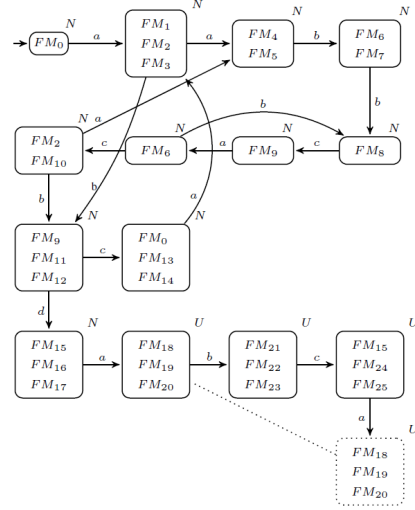 N
FM₀
a
N
FM₁
FM₂
FM₃
a
N
FM₄
FM₅
b
N
FM₆
FM₇
b
a
b
N
FM₂
FM₁₀
c
N
FM₆
a
N
FM₉
c
N
FM₈
b
b
a
N
FM₉
FM₁₁
FM₁₂
c
N
FM₀
FM₁₃
FM₁₄
d
N
FM₁₅
FM₁₆
FM₁₇
a
U
FM₁₈
FM₁₉
FM₂₀
b
U
FM₂₁
FM₂₂
FM₂₃
c
U
FM₁₅
FM₂₄
FM₂₅
a
U
FM₁₈
FM₁₉
FM₂₀